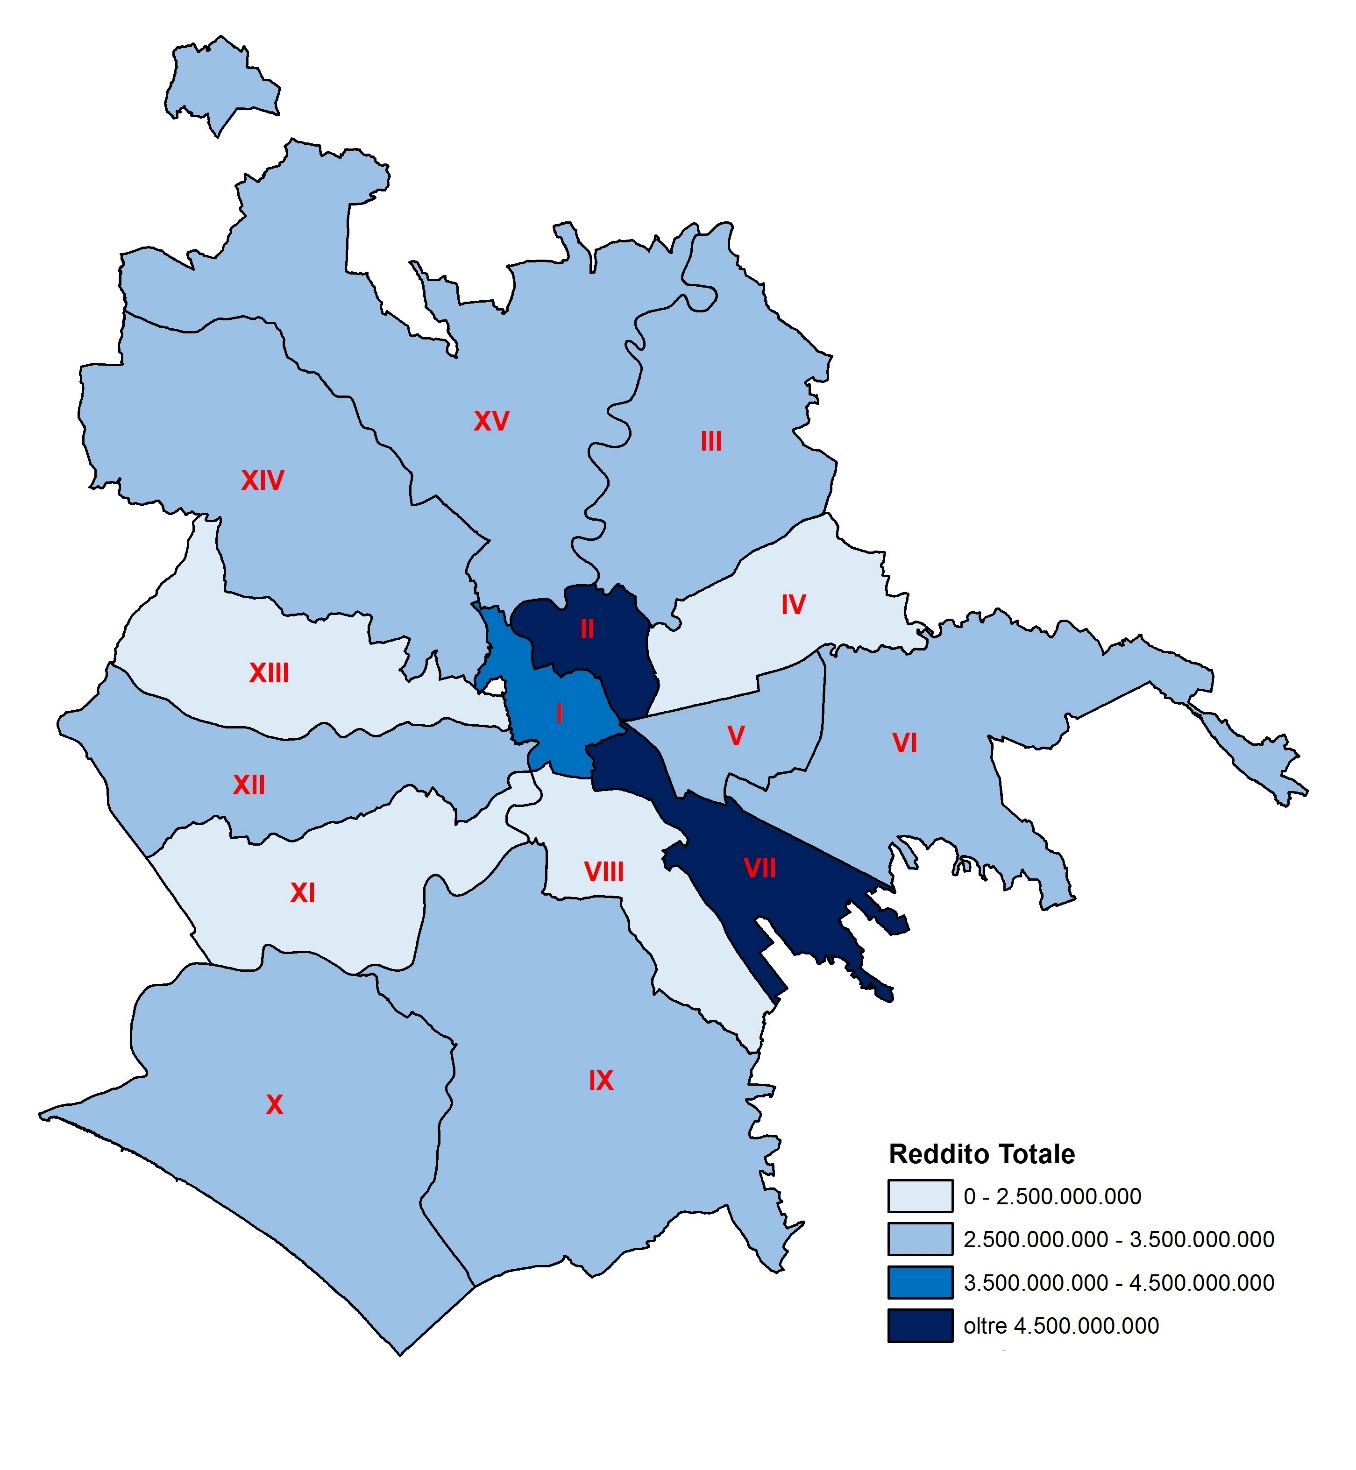 XV
III
XIV
IV
II
XIII
I
V
VI
XII
VIII
VII
XI
IX
X
Reddito Totale
0 - 2.500.000.000
2.500.000.000 - 3.500.000.000
3.500.000.000 - 4.500.000.000
oltre 4.500.000.000